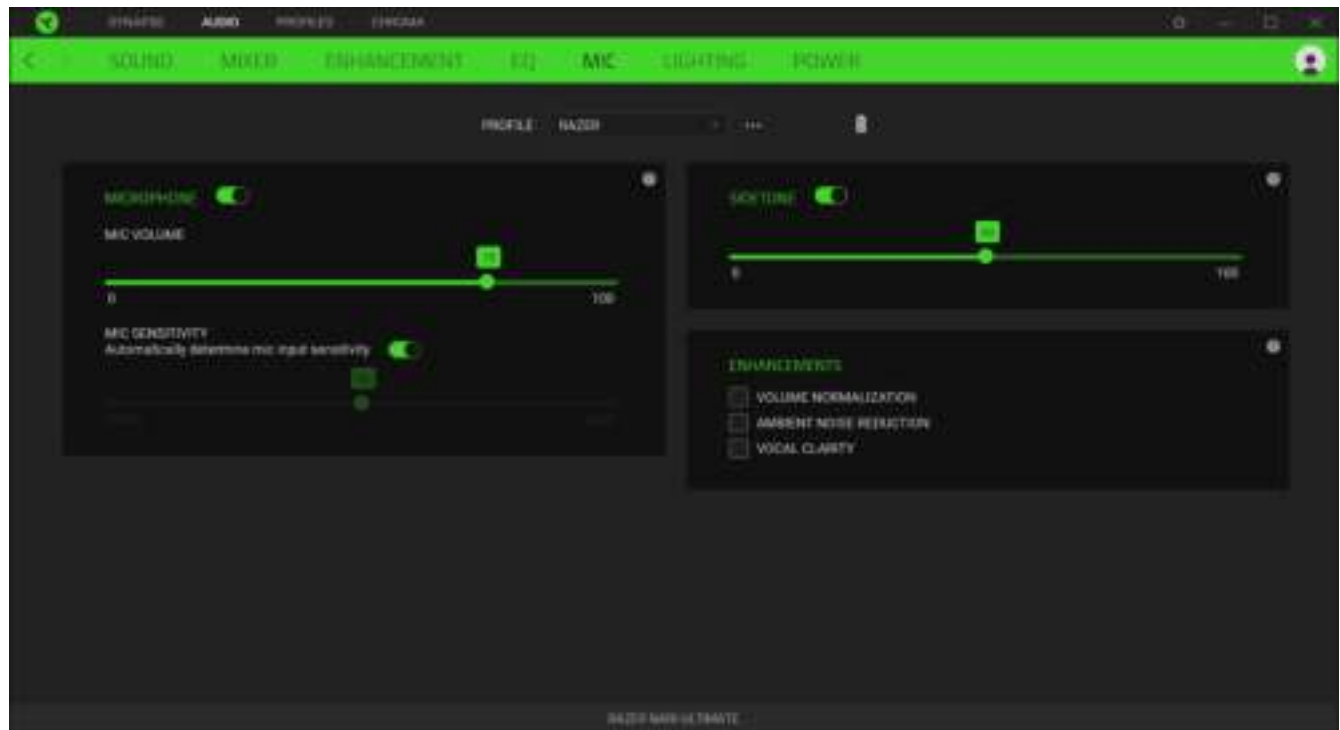 SYNAPSE AUDIO PROFILES CHROMA
SOUND MIXER ENHANCEMENT EQ MIC LIGHTING POWER
PROFILE RAZER
MICROPHONE
MIC VOLUME
75
0 100
MIC SENSITIVITY
Automatically determine mic input sensitivity
SIDETONE
0 100
ENHANCEMENTS
VOLUME NORMALIZATION
AMBIENT NOISE REDUCTION
VOCAL CLARITY
RAZER NARI ULTIMATE